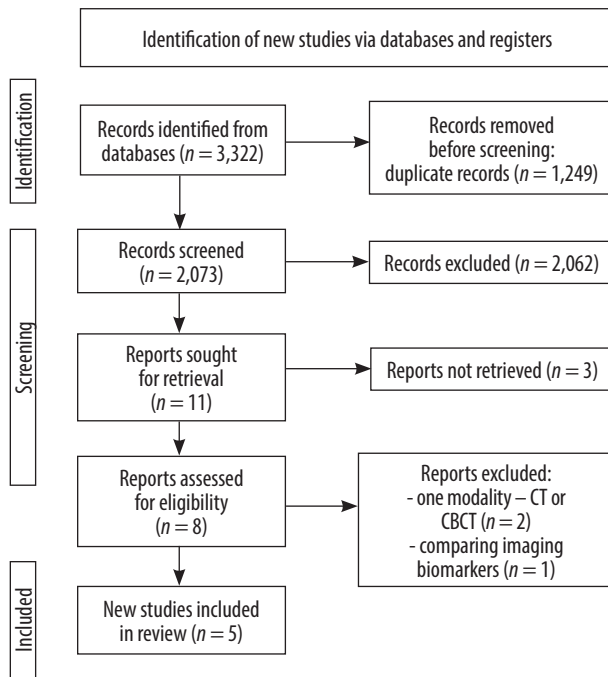 Identification of new studies via databases and registers
Identification
Records identified from
databases (n = 3,322)
Records removed
before screening:
duplicate records (n = 1,249)
Screening
Records screened
(n = 2,073)
Records excluded (n = 2,062)
Reports sought
for retrieval
(n = 11)
Reports not retrieved (n = 3)
Reports assessed
for eligibility
(n = 8)
Reports excluded:
- one modality – CT or
CBCT (n = 2)
- comparing imaging
biomarkers (n = 1)
Included
New studies included
in review (n = 5)